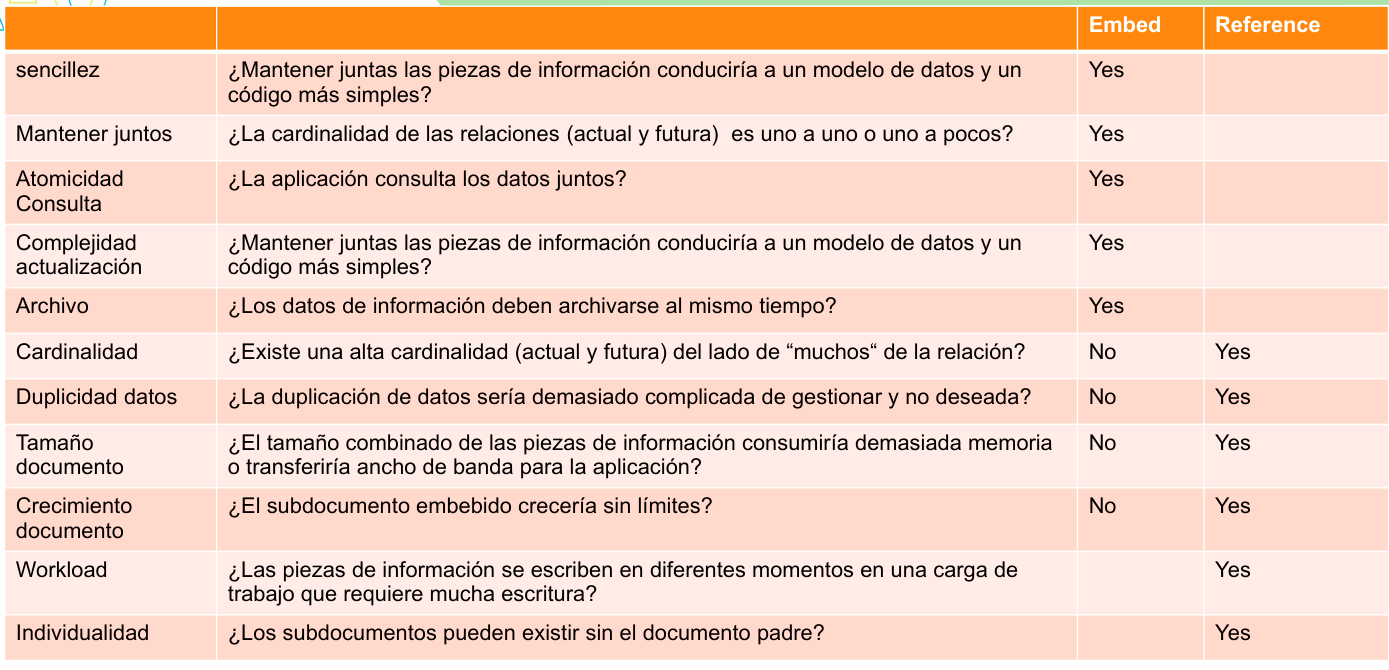 Embed Reference
sencillez ¿Mantener juntas las piezas de información conduciría a un modelo de datos y un código más simples? Yes
Mantener juntos ¿La cardinalidad de las relaciones (actual y futura)  es uno a uno o uno a pocos? Yes
Atomicidad Consulta ¿La aplicación consulta los datos juntos? Yes
Complejidad actualización ¿Mantener juntas las piezas de información conduciría a un modelo de datos y un código más simples? Yes
Archivo ¿Los datos de información deben archivarse al mismo tiempo? Yes
Cardinalidad ¿Existe una alta cardinalidad (actual y futura) del lado de “muchos“ de la relación? No Yes
Duplicidad datos ¿La duplicación de datos sería demasiado complicada de gestionar y no deseada? No Yes
Tamaño documento ¿El tamaño combinado de las piezas de información consumiría demasiada memoria o transferiría ancho de banda para la aplicación? No Yes
Crecimiento documento ¿El subdocumento embebido crecería sin límites? No Yes
Workload ¿Las piezas de información se escriben en diferentes momentos en una carga de trabajo que requiere mucha escritura? Yes
Individualidad ¿Los subdocumentos pueden existir sin el documento padre? Yes